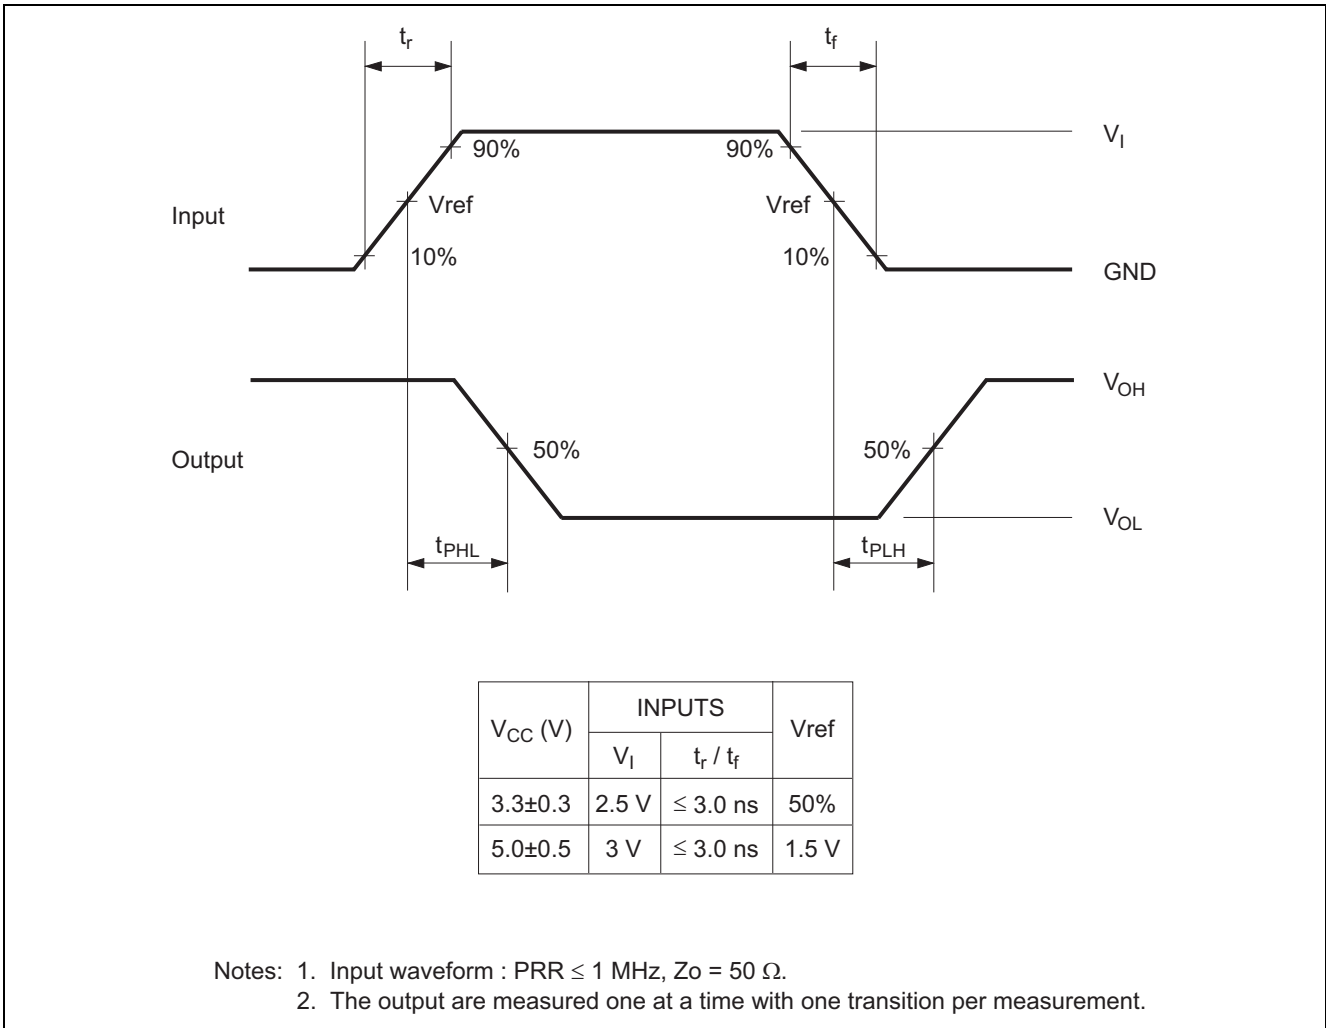 tr tf
VI
90% 90%
Vref Vref
Input
10% 10%
GND
VOH
50% 50%
Output
VOL
tPHL tPLH
VCC (V) INPUTS Vref
VI tr / tf
3.3±0.3 2.5 V ≤ 3.0 ns 50%
5.0±0.5 3 V ≤ 3.0 ns 1.5 V
Notes: 1. Input waveform : PRR ≤ 1 MHz, Zo = 50 Ω.
2. The output are measured one at a time with one transition per measurement.